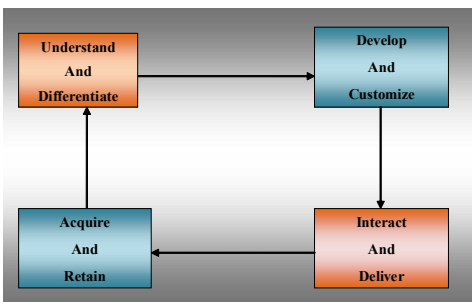 Understand
And
Differentiate
Develop
And
Customize
Acquire
And
Retain
Interact
And
Deliver